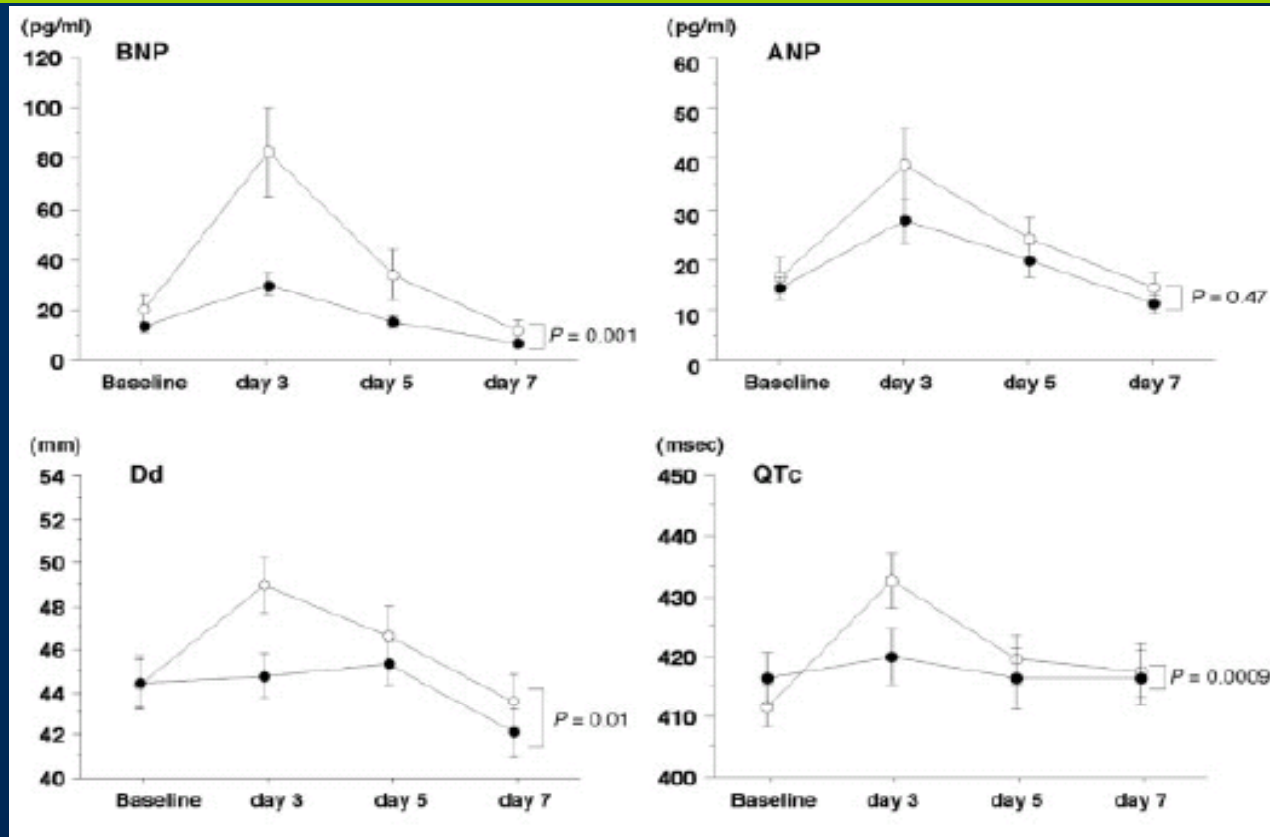 (pg/ml)
BNP
120
100
80
60
40
20
0
Baseline day 3 day 5 day 7
P = 0.001
(pg/ml)
ANP
60
50
40
30
20
10
0
Baseline day 3 day 5 day 7
P = 0.47
(mm)
Dd
54
52
50
48
46
44
42
40
Baseline day 3 day 5 day 7
P = 0.01
(msec)
QTc
450
440
430
420
410
400
Baseline day 3 day 5 day 7
P = 0.0009